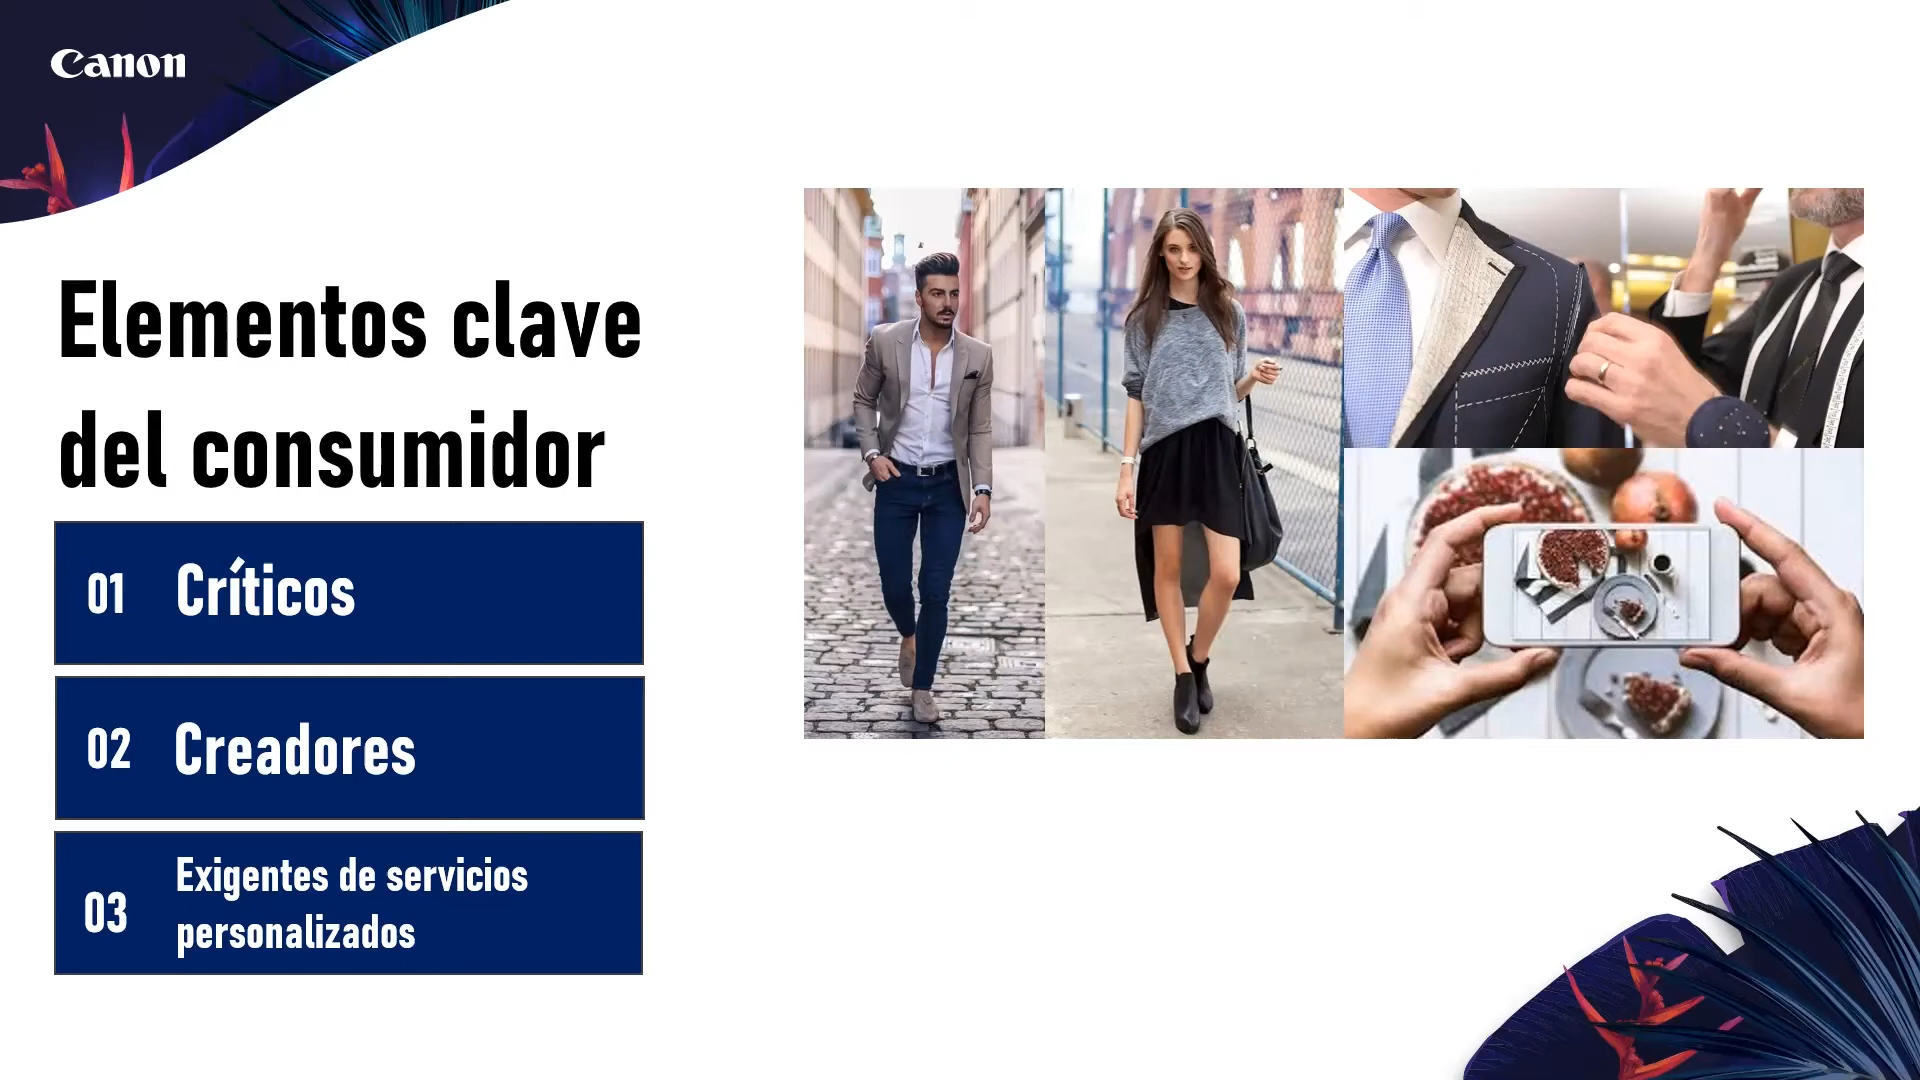 Canon
Elementos clave
del consumidor
01 Críticos
02 Creadores
03 Exigentes de servicios
personalizados